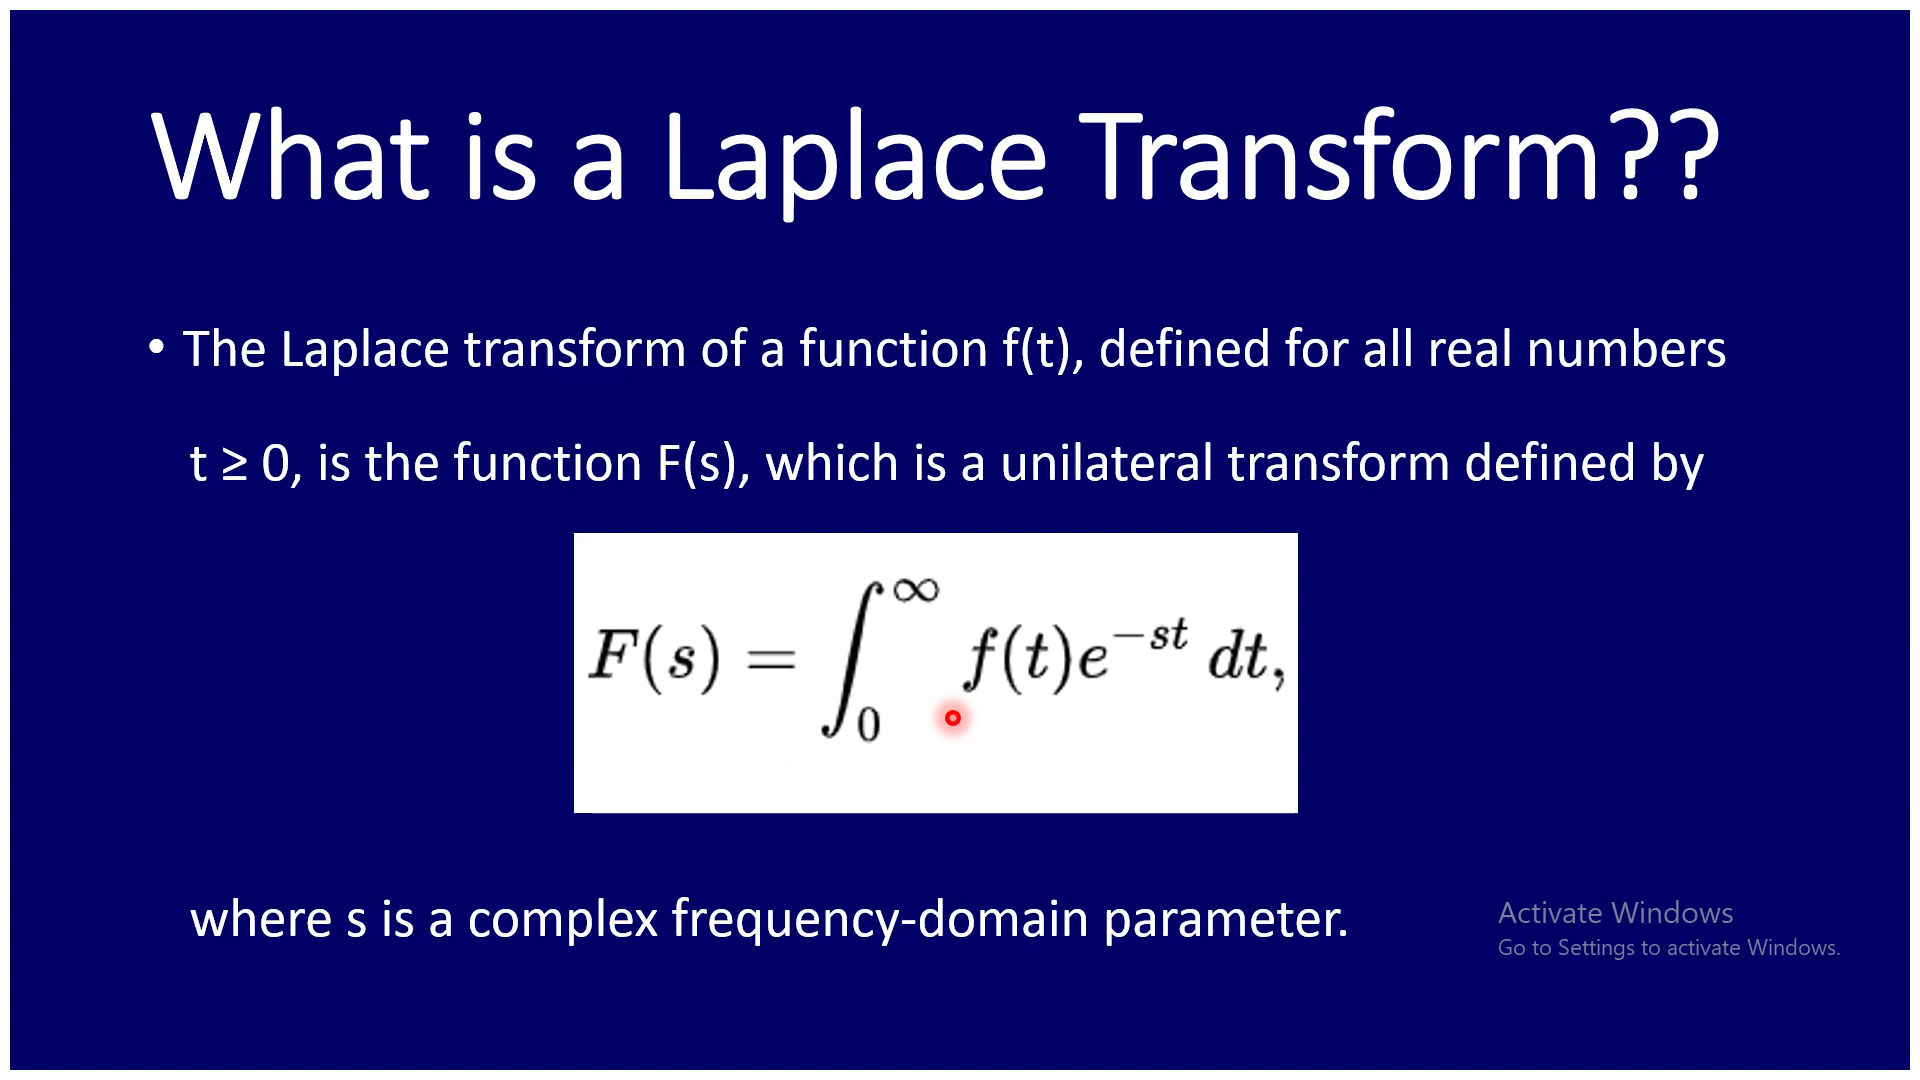 What is a Laplace Transform??
• The Laplace transform of a function f(t), defined for all real numbers
t ≥ 0, is the function F(s), which is a unilateral transform defined by
F(s) = ∫₀^∞ f(t)e^{−st} dt,
where s is a complex frequency-domain parameter.
Activate Windows
Go to Settings to activate Windows.